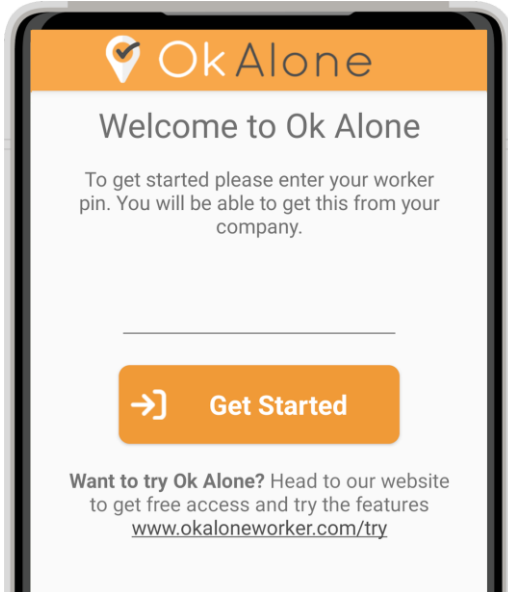 OkAlone
Welcome to Ok Alone
To get started please enter your worker
pin. You will be able to get this from your
company.
Get Started
Want to try Ok Alone? Head to our website
to get free access and try the features
www.okaloneworker.com/try